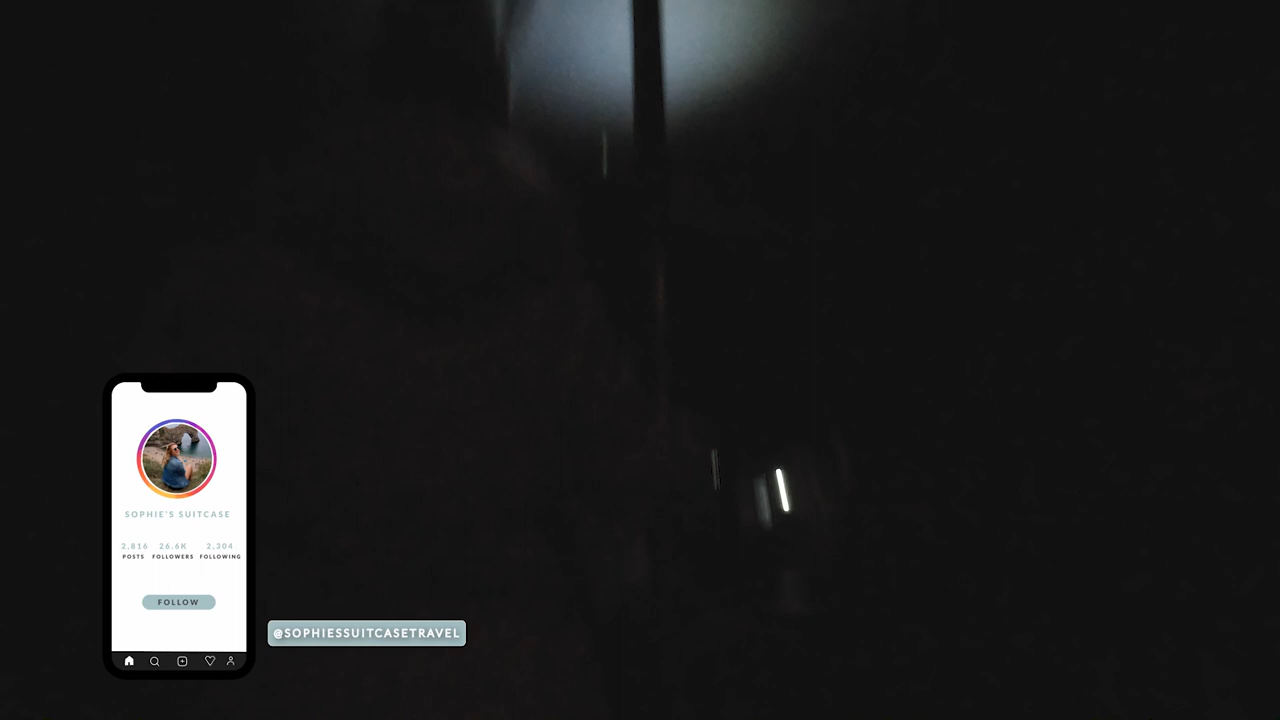 SOPHIE'S SUITCASE
2,816 26.6K 2,304
POSTS FOLLOWERS FOLLOWING
FOLLOW
@SOPHIESSUITCASETRAVEL